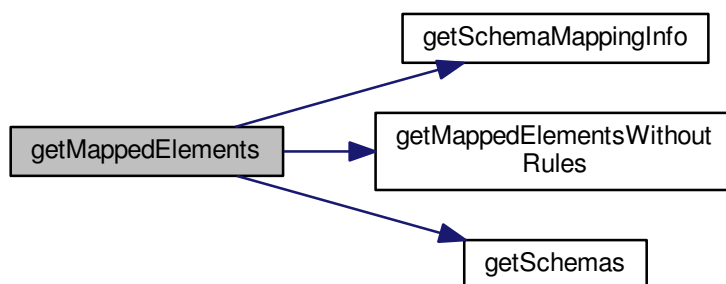 getSchemaMappingInfo
getMappedElements
getMappedElementsWithout
Rules
getSchemas